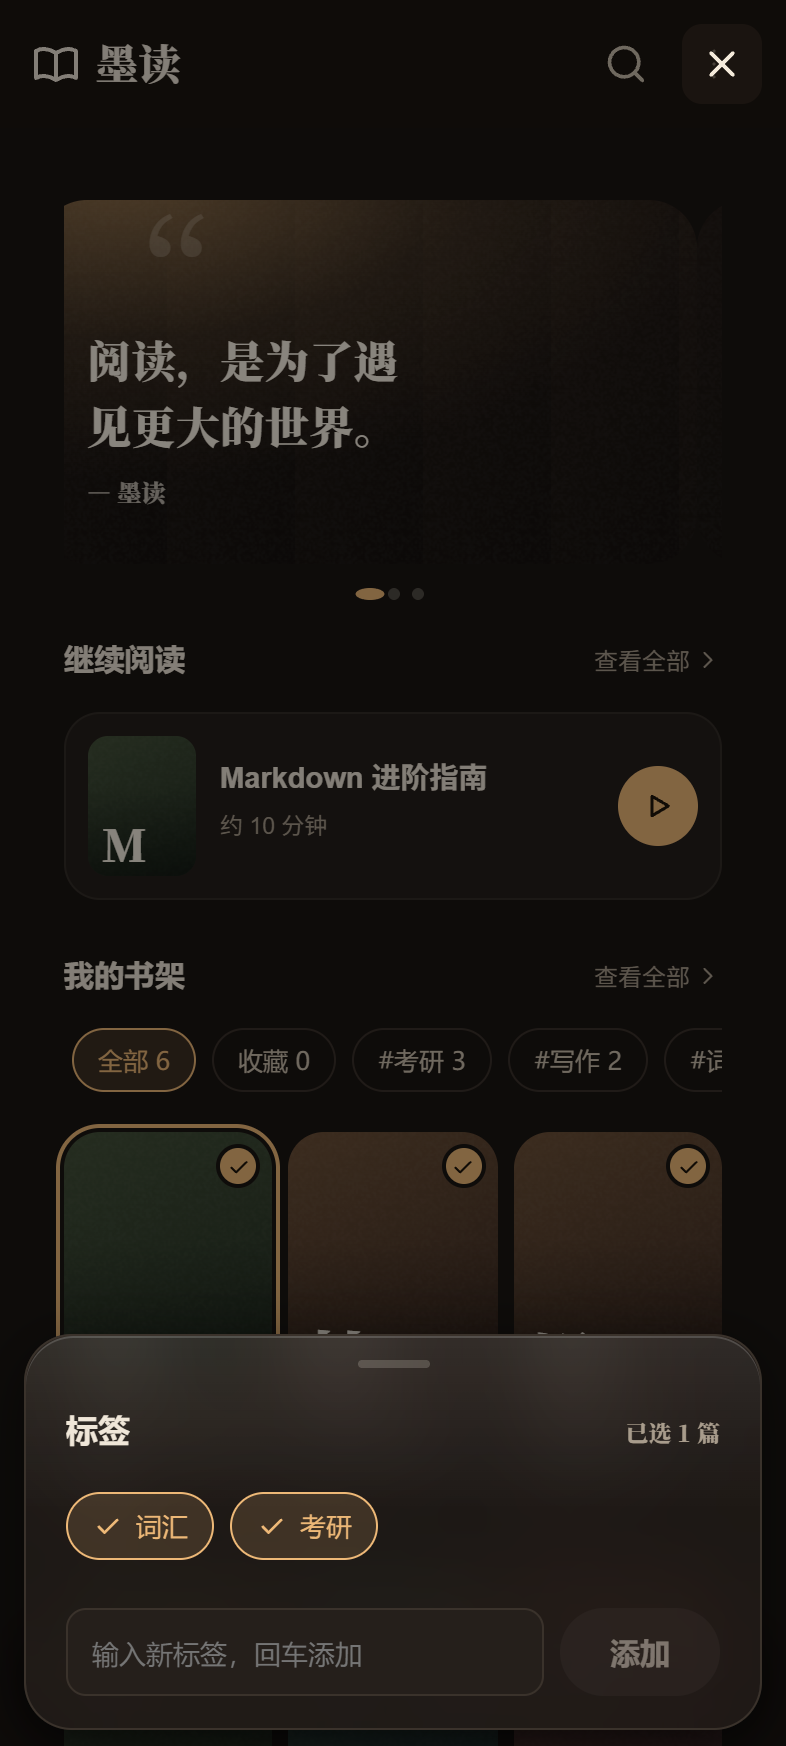 墨读
“
阅读，是为了遇
见更大的世界。
— 墨读
继续阅读
查看全部
M
Markdown 进阶指南
约 10 分钟
我的书架
查看全部
全部 6
收藏 0
#考研 3
#写作 2
#词
标签
已选 1 篇
词汇
考研
输入新标签，回车添加
添加